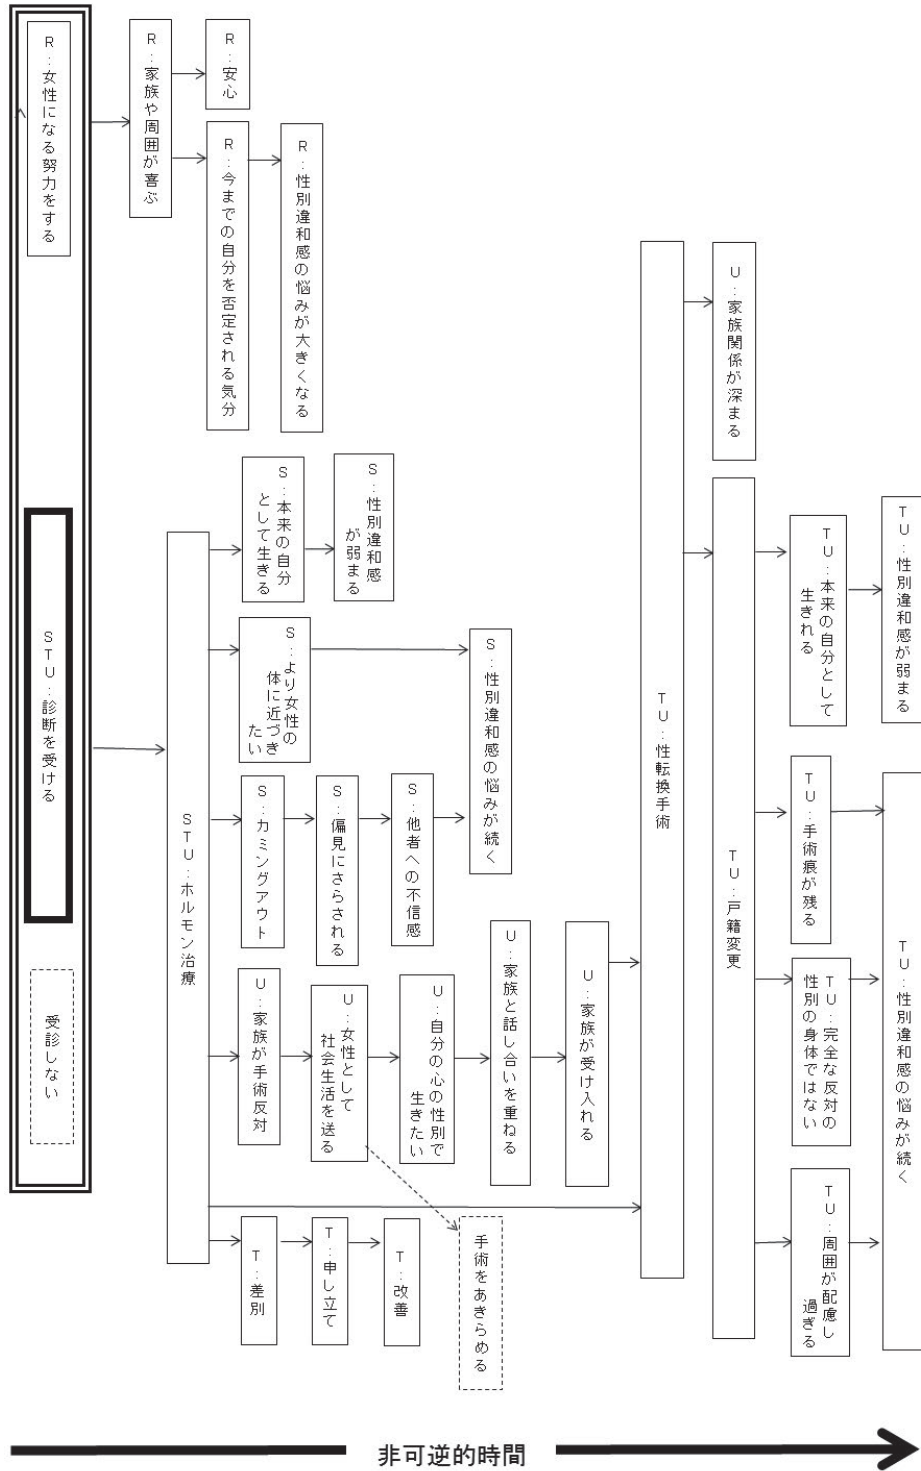 R：女性になる努力をする
R：家族や周囲が喜ぶ
R：安心
R：今までの自分を否定される気分
R：性別違和感の悩みが大きくなる
STU：診断を受ける
受診しない
STU：ホルモン治療
S：本来の自分
として生きる
S：性別違和感
が弱まる
S：より女性の
体に近づき
たい
S：性別違和感の悩みが続く
S：カミングアウト
S：偏見にさらされる
S：他者への不信感
U：家族が手術反対
U：女性として
社会生活を送る
U：自分の心の性別で
生きたい
U：家族と話し合いを重ねる
U：家族が受け入れる
T：差別
T：申し立て
T：改善
手術をあきらめる
TU：性転換手術
U：家族関係が深まる
TU：戸籍変更
TU：本来の自分として
生きれる
TU：性別違和感が弱まる
TU：手術痕が残る
TU：完全な反対の
性別の身体ではない
TU：周囲が配慮し
過ぎる
TU：性別違和感の悩みが続く
非可逆的時間